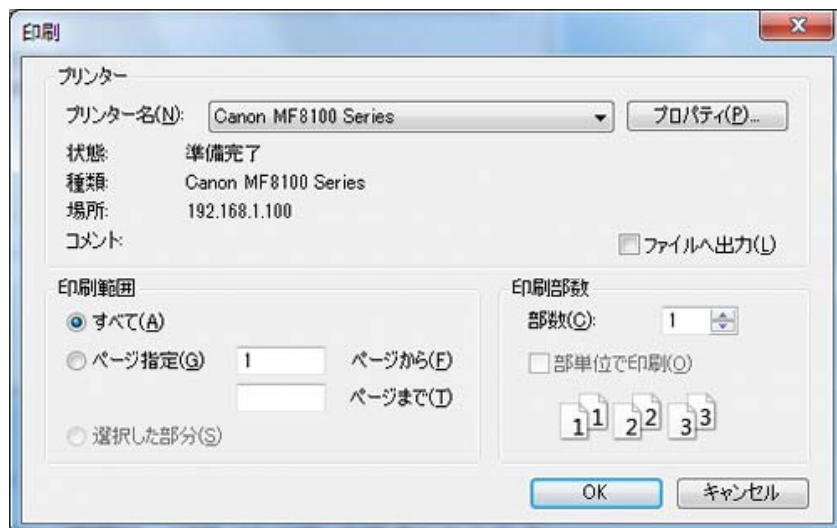 印刷
プリンター
プリンター名(N): Canon MF8100 Series プロパティ(P)...
状態: 準備完了
種類: Canon MF8100 Series
場所: 192.168.1.100
コメント:
ファイルへ出力(L)
印刷範囲
すべて(A)
ページ指定(G) 1 ページから(F)
ページまで(T)
選択した部分(S)
印刷部数
部数(C): 1
部単位で印刷(O)
1 1 2 2 3 3
OK キャンセル